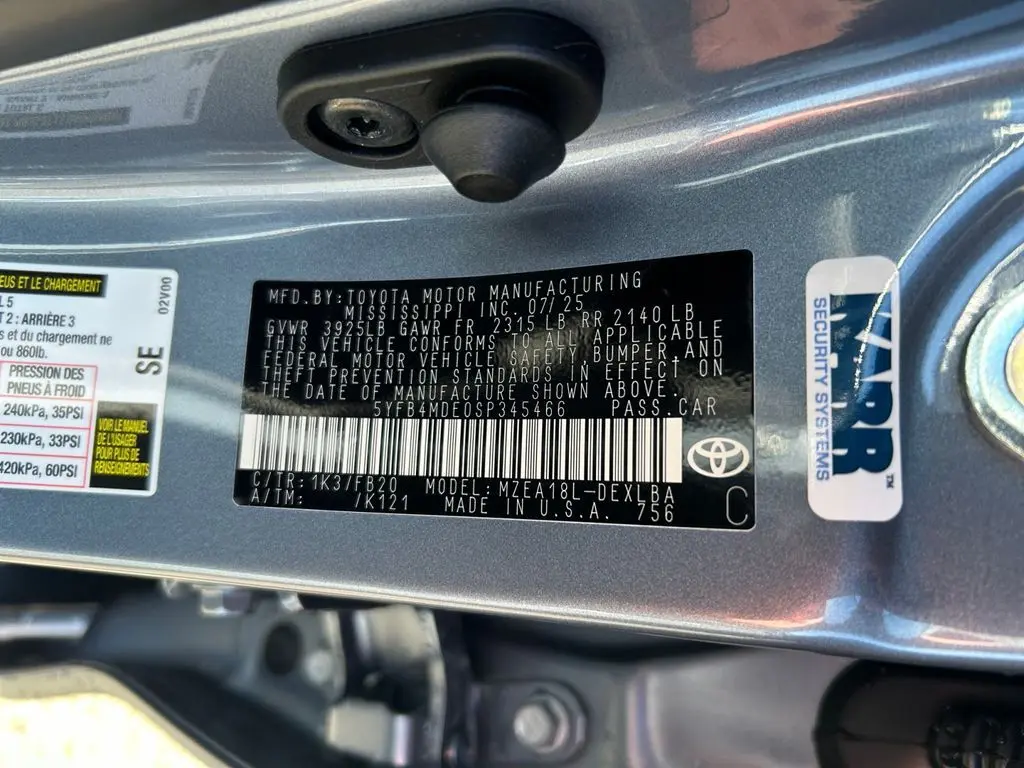 EUS ET LE CHARGEMENT
L 5
T 2 : ARRIÈRE 3
s et du chargement ne
ou 860lb.
PRESSION DES
PNEUS À FROID
240kPa, 35PSI
230kPa, 33PSI
420kPa, 60PSI
VOIR LE MANUEL
DE L'USAGER
POUR PLUS DE
RENSEIGNEMENTS
02V00
SE
MFD. BY: TOYOTA MOTOR MANUFACTURING
MISSISSIPPI INC. 07/25
GVWR 3925LB GAWR FR 2315 LB RR 2140 LB
THIS VEHICLE CONFORMS TO ALL APPLICABLE
FEDERAL MOTOR VEHICLE SAFETY, BUMPER AND
THEFT PREVENTION STANDARDS IN EFFECT ON
THE DATE OF MANUFACTURE SHOWN ABOVE.
5YFB4MDE0SP345466 PASS. CAR
C/TR: 1K3/FB20 MODEL: MZEA18L-DEXLBA
A/TM: /K121 MADE IN U.S.A. 756
C
KARR™
SECURITY SYSTEMS